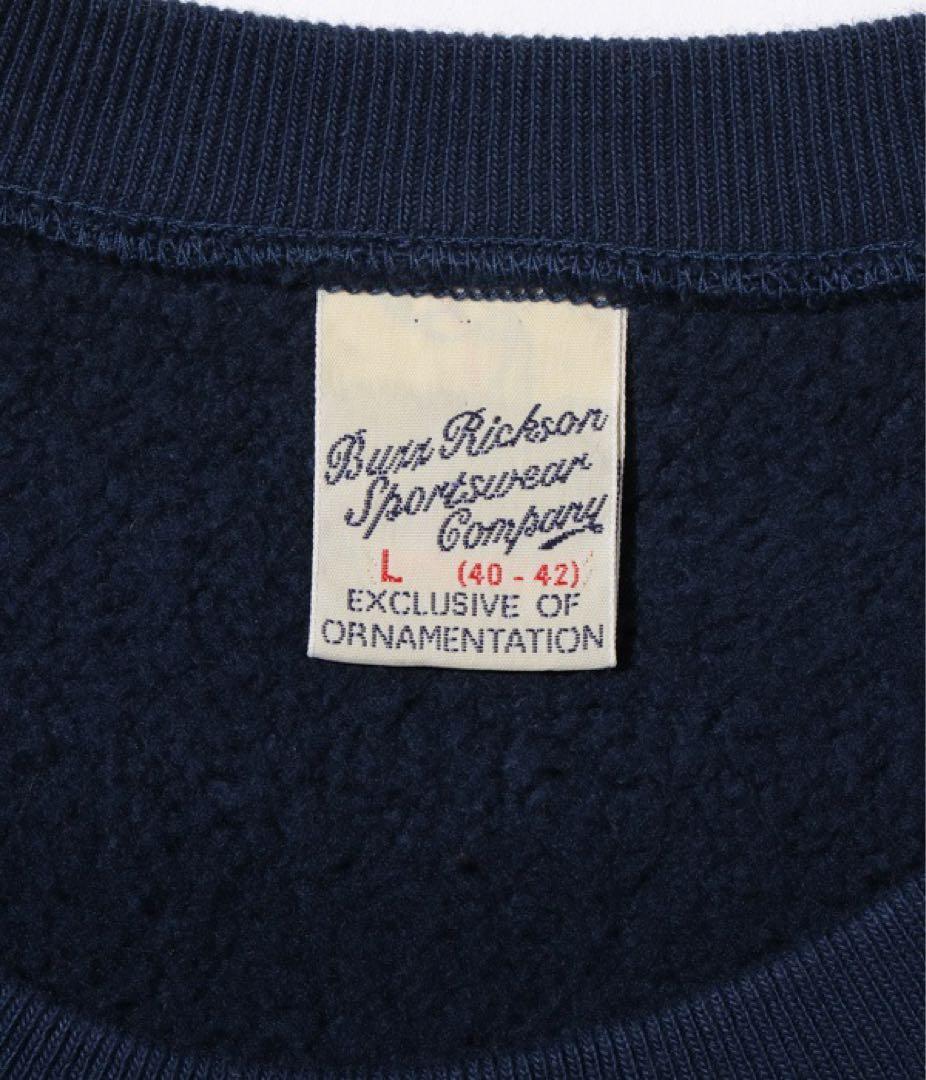 Buzz Rickson
Sportswear
Company
L (40 - 42)
EXCLUSIVE OF
ORNAMENTATION